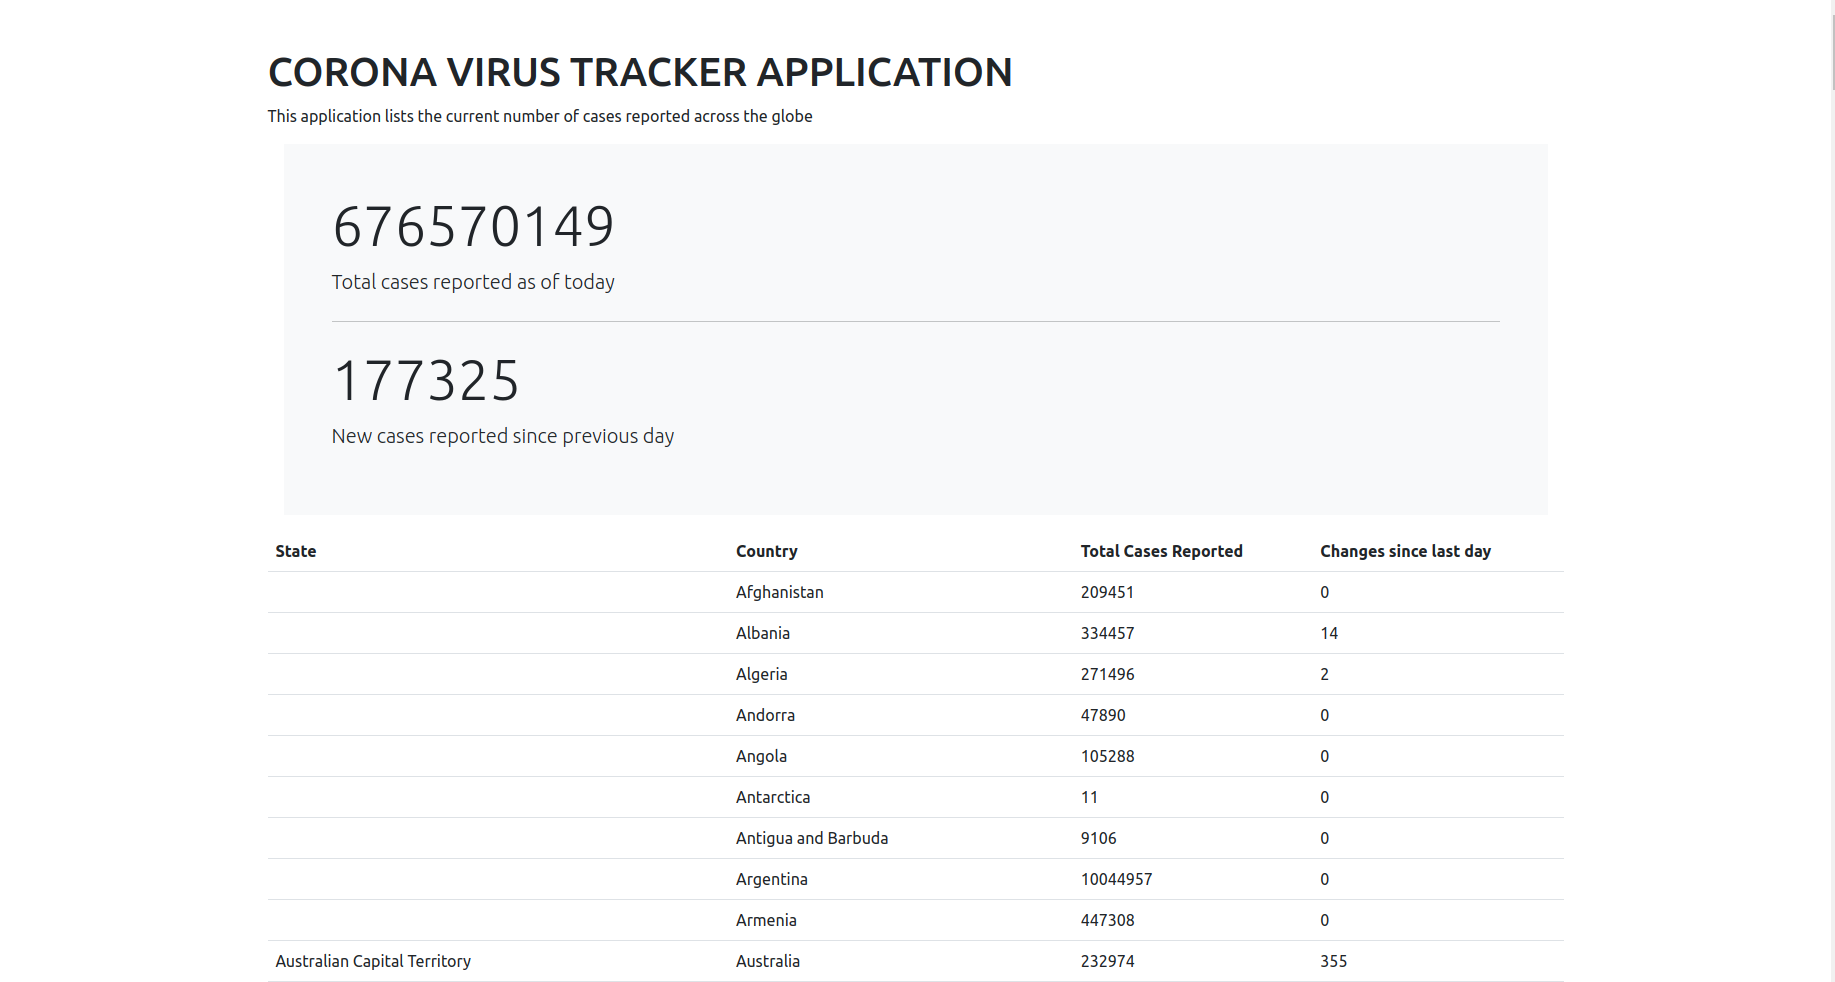 CORONA VIRUS TRACKER APPLICATION
This application lists the current number of cases reported across the globe
676570149
Total cases reported as of today
177325
New cases reported since previous day
State Country Total Cases Reported Changes since last day
Afghanistan 209451 0
Albania 334457 14
Algeria 271496 2
Andorra 47890 0
Angola 105288 0
Antarctica 11 0
Antigua and Barbuda 9106 0
Argentina 10044957 0
Armenia 447308 0
Australian Capital Territory Australia 232974 355